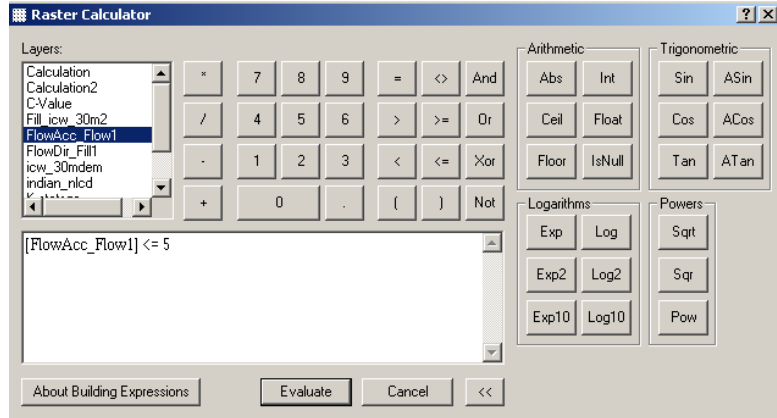 Raster Calculator
Layers:
Calculation
Calculation2
C-Value
Fill_icw_30m2
FlowAcc_Flow1
FlowDir_Fill1
icw_30mdem
indian_nlcd
* 7 8 9 = <> And
/ 4 5 6 > >= Or
- 1 2 3 < <= Xor
+ 0 . ( ) Not
Arithmetic
Abs Int
Ceil Float
Floor IsNull
Trigonometric
Sin ASin
Cos ACos
Tan ATan
Logarithms
Exp Log
Exp2 Log2
Exp10 Log10
Powers
Sqrt
Sqr
Pow
[FlowAcc_Flow1] <= 5
About Building Expressions Evaluate Cancel <<